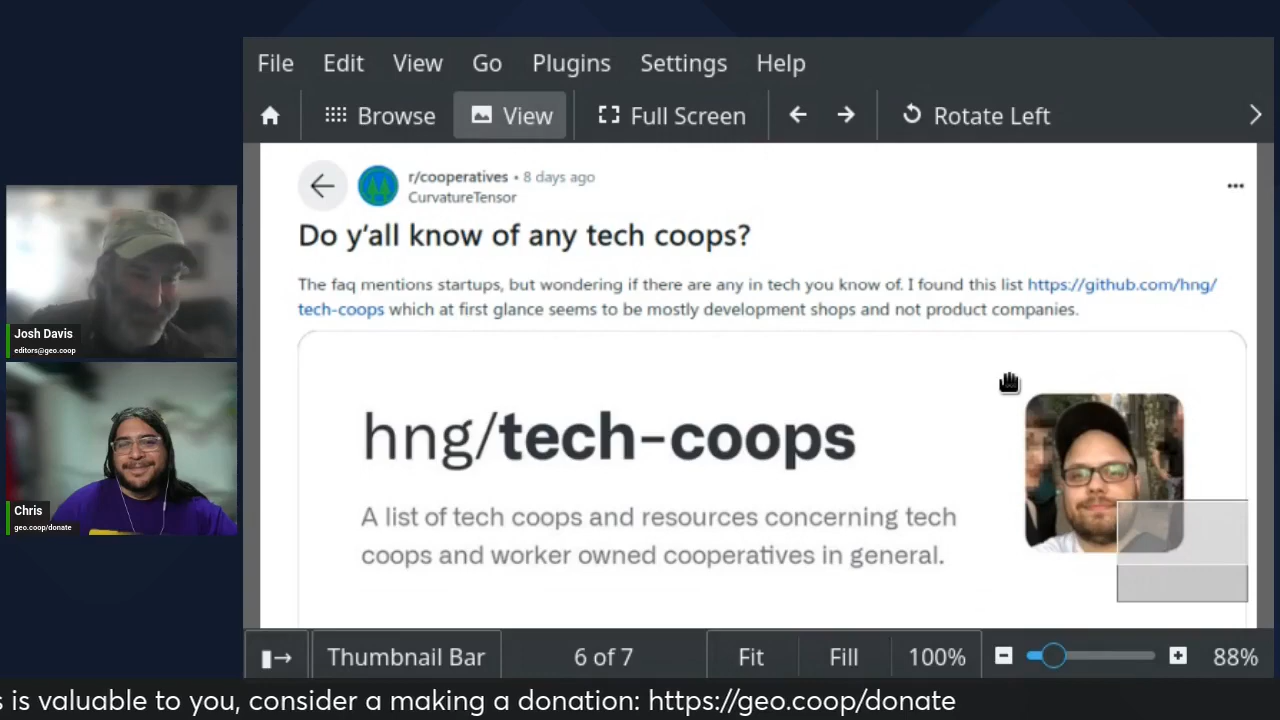 File Edit View Go Plugins Settings Help
Browse View Full Screen Rotate Left
r/cooperatives • 8 days ago
CurvatureTensor
Do y'all know of any tech coops?
The faq mentions startups, but wondering if there are any in tech you know of. I found this list https://github.com/hng/
tech-coops which at first glance seems to be mostly development shops and not product companies.
hng/tech-coops
A list of tech coops and resources concerning tech
coops and worker owned cooperatives in general.
Josh Davis
editors@geo.coop
Chris
geo.coop/donate
Thumbnail Bar 6 of 7 Fit Fill 100% 88%
s is valuable to you, consider a making a donation: https://geo.coop/donate